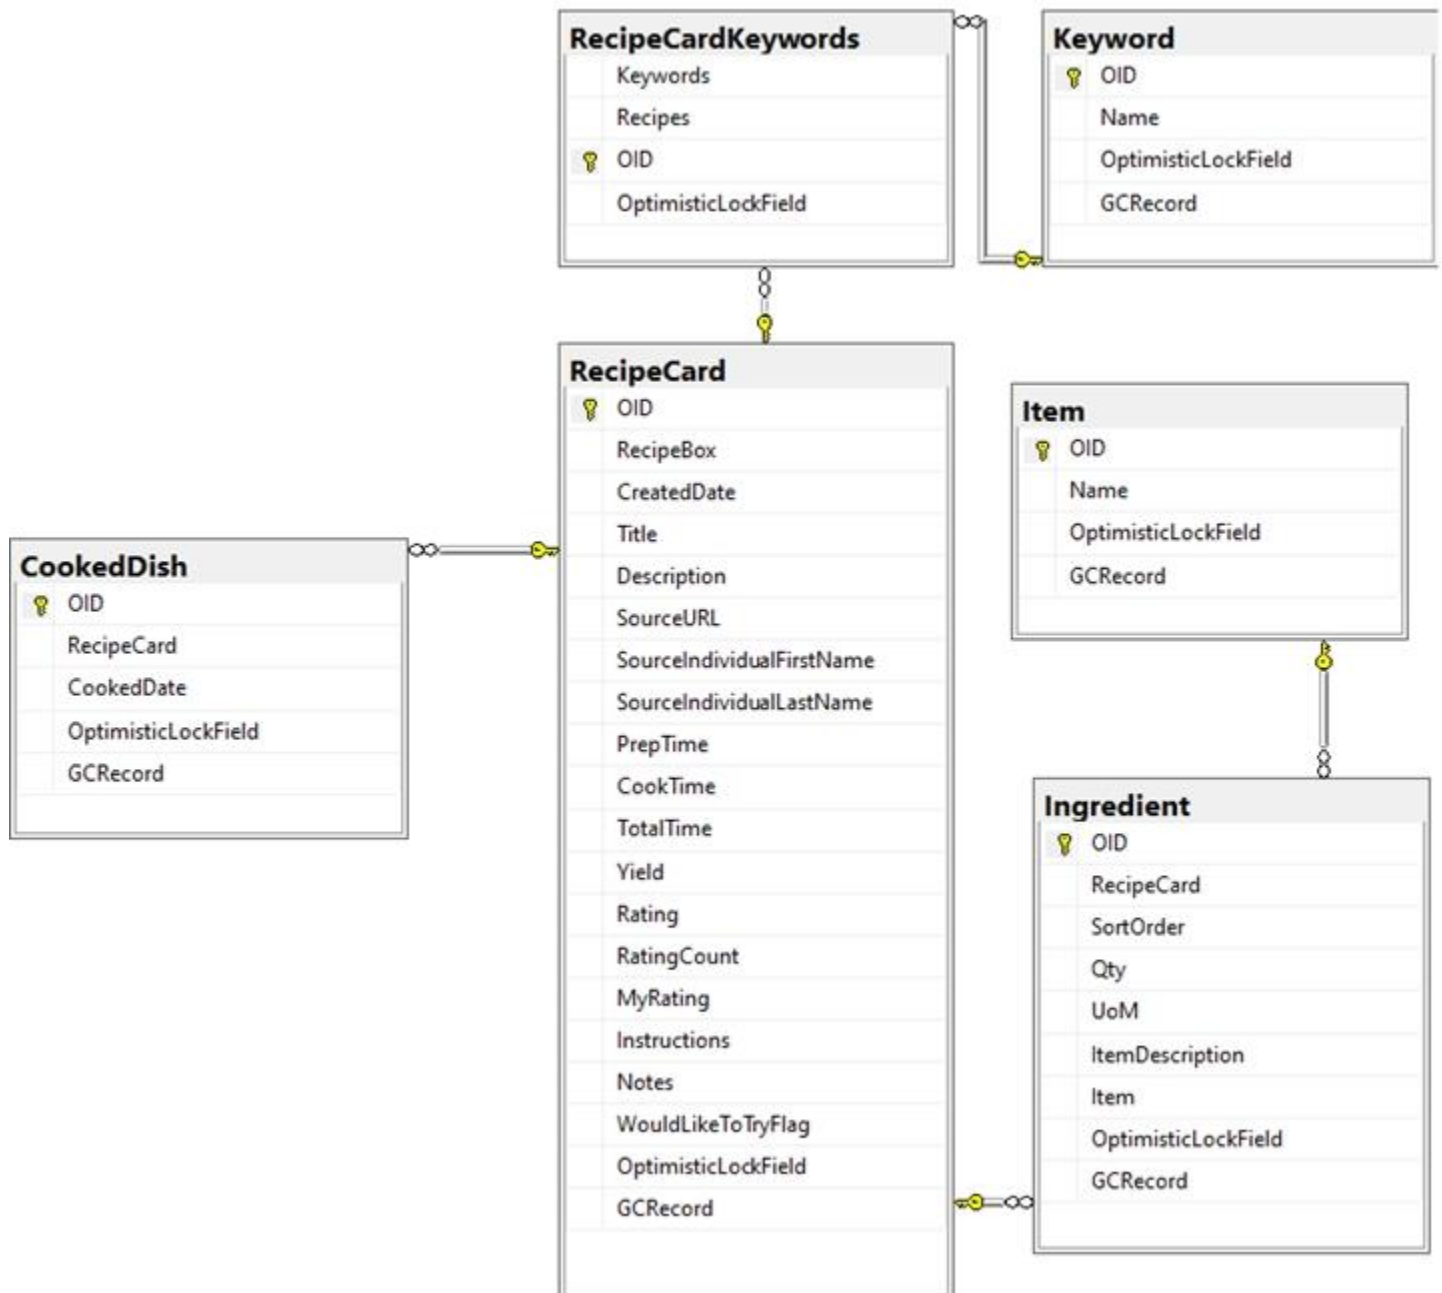 RecipeCardKeywords
Keywords
Recipes
OID
OptimisticLockField
Keyword
OID
Name
OptimisticLockField
GCRecord
RecipeCard
OID
RecipeBox
CreatedDate
Title
Description
SourceURL
SourceIndividualFirstName
SourceIndividualLastName
PrepTime
CookTime
TotalTime
Yield
Rating
RatingCount
MyRating
Instructions
Notes
WouldLikeToTryFlag
OptimisticLockField
GCRecord
Item
OID
Name
OptimisticLockField
GCRecord
CookedDish
OID
RecipeCard
CookedDate
OptimisticLockField
GCRecord
Ingredient
OID
RecipeCard
SortOrder
Qty
UoM
ItemDescription
Item
OptimisticLockField
GCRecord